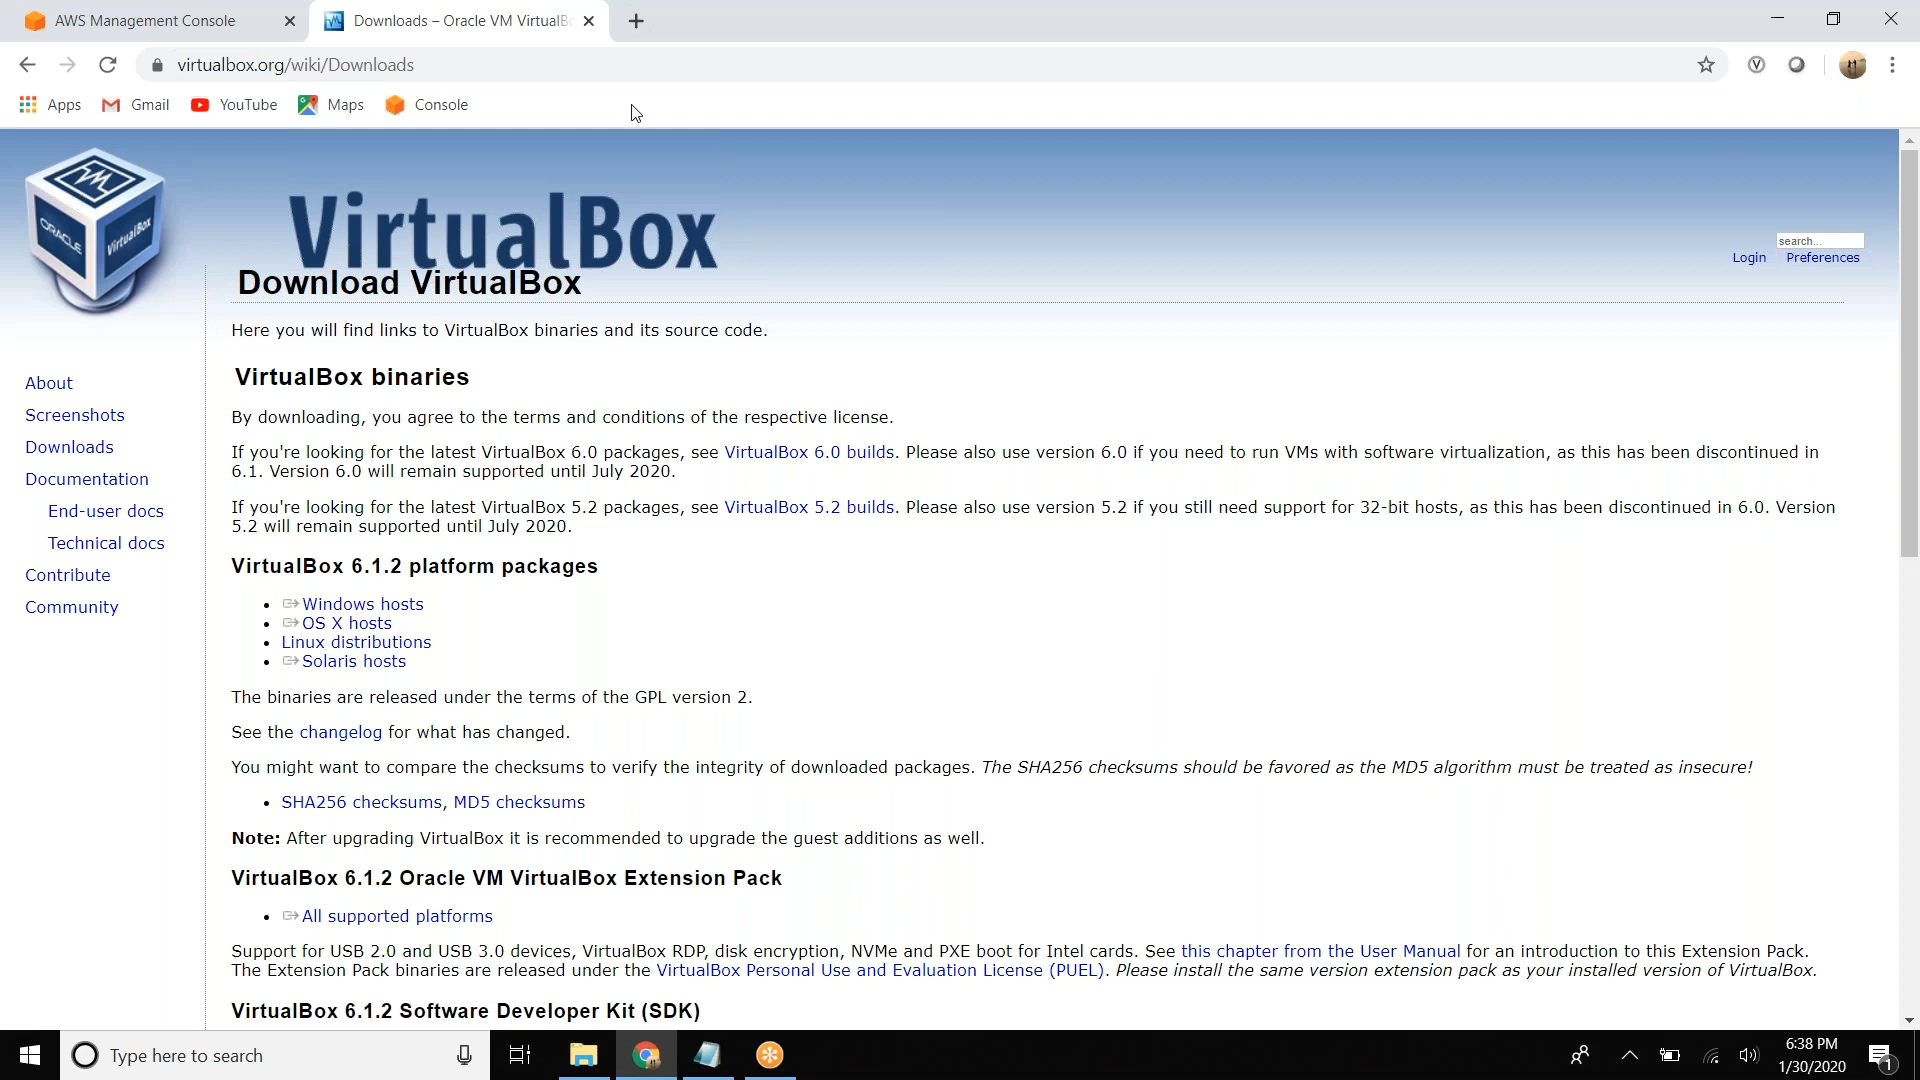 AWS Management Console
Downloads – Oracle VM VirtualB
virtualbox.org/wiki/Downloads
Apps
Gmail
YouTube
Maps
Console
ORACLE
VirtualBox
VirtualBox
search...
Login
Preferences
Download VirtualBox
Here you will find links to VirtualBox binaries and its source code.
About
Screenshots
Downloads
Documentation
End-user docs
Technical docs
Contribute
Community
VirtualBox binaries
By downloading, you agree to the terms and conditions of the respective license.
If you're looking for the latest VirtualBox 6.0 packages, see VirtualBox 6.0 builds. Please also use version 6.0 if you need to run VMs with software virtualization, as this has been discontinued in
6.1. Version 6.0 will remain supported until July 2020.
If you're looking for the latest VirtualBox 5.2 packages, see VirtualBox 5.2 builds. Please also use version 5.2 if you still need support for 32-bit hosts, as this has been discontinued in 6.0. Version
5.2 will remain supported until July 2020.
VirtualBox 6.1.2 platform packages
• Windows hosts
• OS X hosts
• Linux distributions
• Solaris hosts
The binaries are released under the terms of the GPL version 2.
See the changelog for what has changed.
You might want to compare the checksums to verify the integrity of downloaded packages. The SHA256 checksums should be favored as the MD5 algorithm must be treated as insecure!
• SHA256 checksums, MD5 checksums
Note: After upgrading VirtualBox it is recommended to upgrade the guest additions as well.
VirtualBox 6.1.2 Oracle VM VirtualBox Extension Pack
• All supported platforms
Support for USB 2.0 and USB 3.0 devices, VirtualBox RDP, disk encryption, NVMe and PXE boot for Intel cards. See this chapter from the User Manual for an introduction to this Extension Pack.
The Extension Pack binaries are released under the VirtualBox Personal Use and Evaluation License (PUEL). Please install the same version extension pack as your installed version of VirtualBox.
VirtualBox 6.1.2 Software Developer Kit (SDK)
Type here to search
6:38 PM
1/30/2020
1